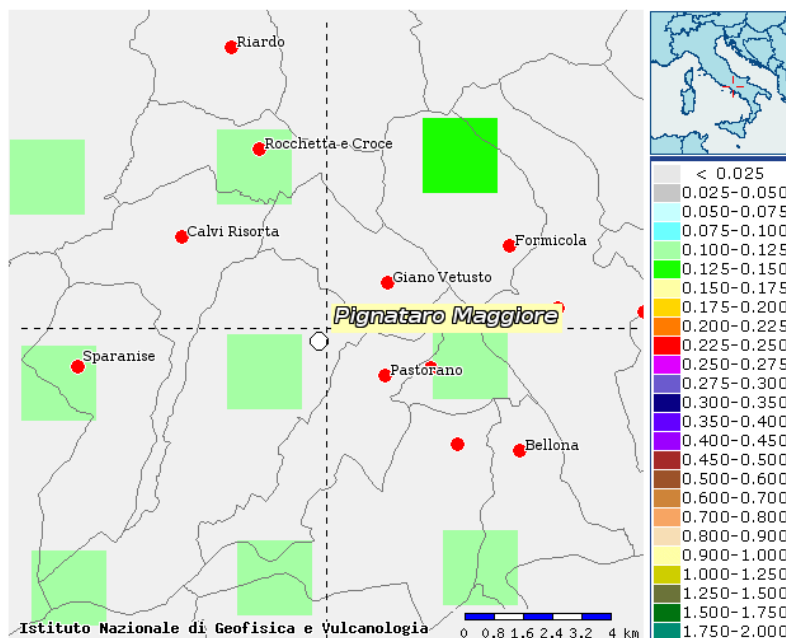 Riardo
Rocchetta e Croce
Calvi Risorta
Formicola
Giano Vetusto
Pignataro Maggiore
Sparanise
Pastorano
Bellona
Istituto Nazionale di Geofisica e Vulcanologia
0 0.8 1.6 2.4 3.2 4 km
< 0.025
0.025-0.050
0.050-0.075
0.075-0.100
0.100-0.125
0.125-0.150
0.150-0.175
0.175-0.200
0.200-0.225
0.225-0.250
0.250-0.275
0.275-0.300
0.300-0.350
0.350-0.400
0.400-0.450
0.450-0.500
0.500-0.600
0.600-0.700
0.700-0.800
0.800-0.900
0.900-1.000
1.000-1.250
1.250-1.500
1.500-1.750
1.750-2.000